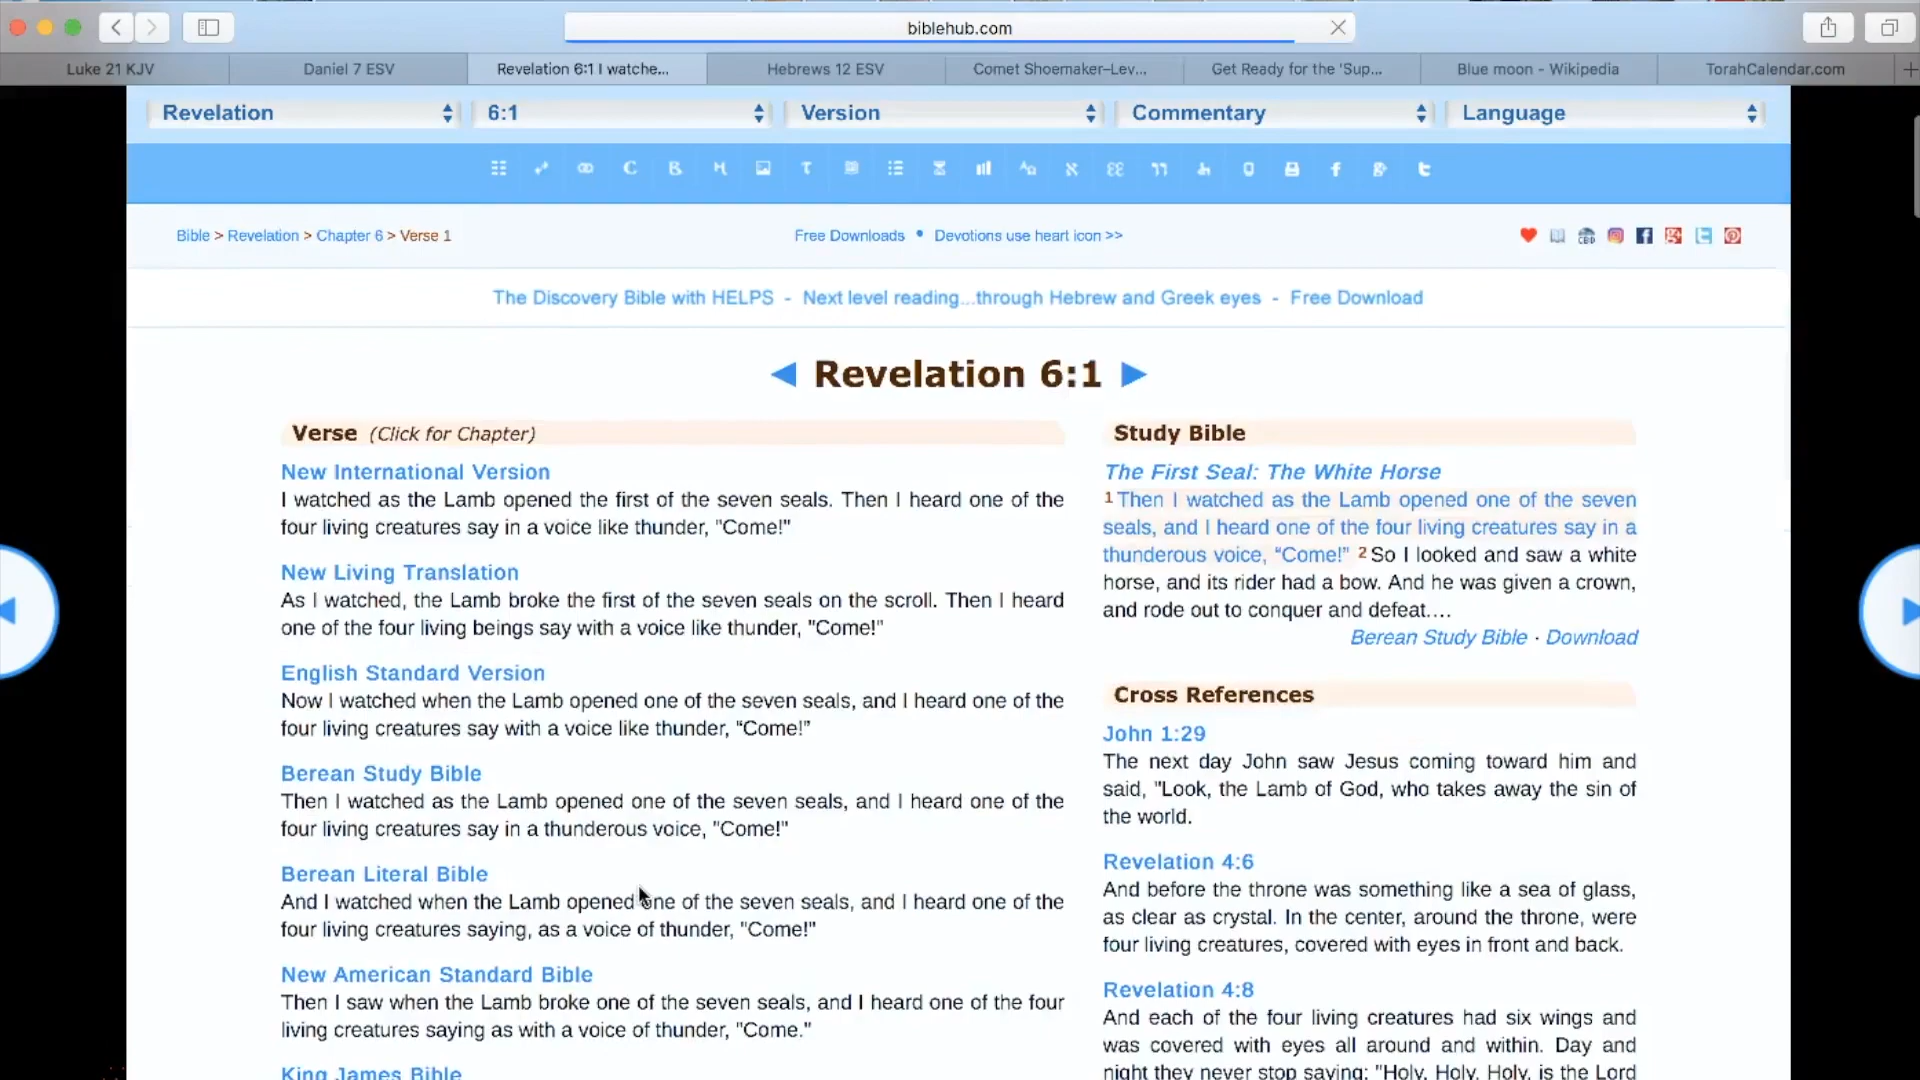 biblehub.com
Luke 21 KJV
Daniel 7 ESV
Revelation 6:1 I watche...
Hebrews 12 ESV
Comet Shoemaker–Lev...
Get Ready for the 'Sup...
Blue moon - Wikipedia
TorahCalendar.com
Revelation
6:1
Version
Commentary
Language
Bible > Revelation > Chapter 6 > Verse 1
Free Downloads • Devotions use heart icon >>
The Discovery Bible with HELPS - Next level reading...through Hebrew and Greek eyes - Free Download
Revelation 6:1
Verse (Click for Chapter)
New International Version
I watched as the Lamb opened the first of the seven seals. Then I heard one of the
four living creatures say in a voice like thunder, "Come!"
New Living Translation
As I watched, the Lamb broke the first of the seven seals on the scroll. Then I heard
one of the four living beings say with a voice like thunder, "Come!"
English Standard Version
Now I watched when the Lamb opened one of the seven seals, and I heard one of the
four living creatures say with a voice like thunder, “Come!”
Berean Study Bible
Then I watched as the Lamb opened one of the seven seals, and I heard one of the
four living creatures say in a thunderous voice, "Come!"
Berean Literal Bible
And I watched when the Lamb opened one of the seven seals, and I heard one of the
four living creatures saying, as a voice of thunder, "Come!"
New American Standard Bible
Then I saw when the Lamb broke one of the seven seals, and I heard one of the four
living creatures saying as with a voice of thunder, "Come."
King James Bible
Study Bible
The First Seal: The White Horse
1 Then I watched as the Lamb opened one of the seven
seals, and I heard one of the four living creatures say in a
thunderous voice, “Come!” 2 So I looked and saw a white
horse, and its rider had a bow. And he was given a crown,
and rode out to conquer and defeat.…
Berean Study Bible · Download
Cross References
John 1:29
The next day John saw Jesus coming toward him and
said, "Look, the Lamb of God, who takes away the sin of
the world.
Revelation 4:6
And before the throne was something like a sea of glass,
as clear as crystal. In the center, around the throne, were
four living creatures, covered with eyes in front and back.
Revelation 4:8
And each of the four living creatures had six wings and
was covered with eyes all around and within. Day and
night they never stop saying: "Holy, Holy, Holy, is the Lord